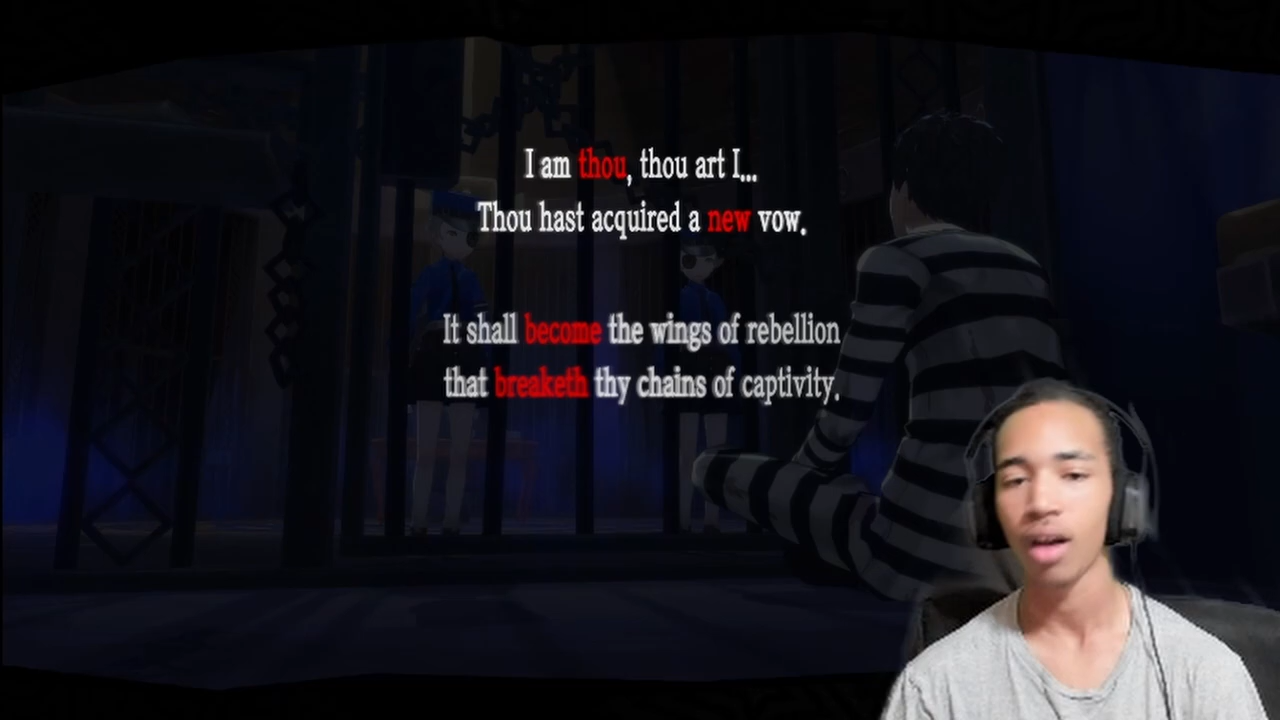 I am thou, thou art I...
Thou hast acquired a new vow.
It shall become the wings of rebellion
that breaketh thy chains of captivity.